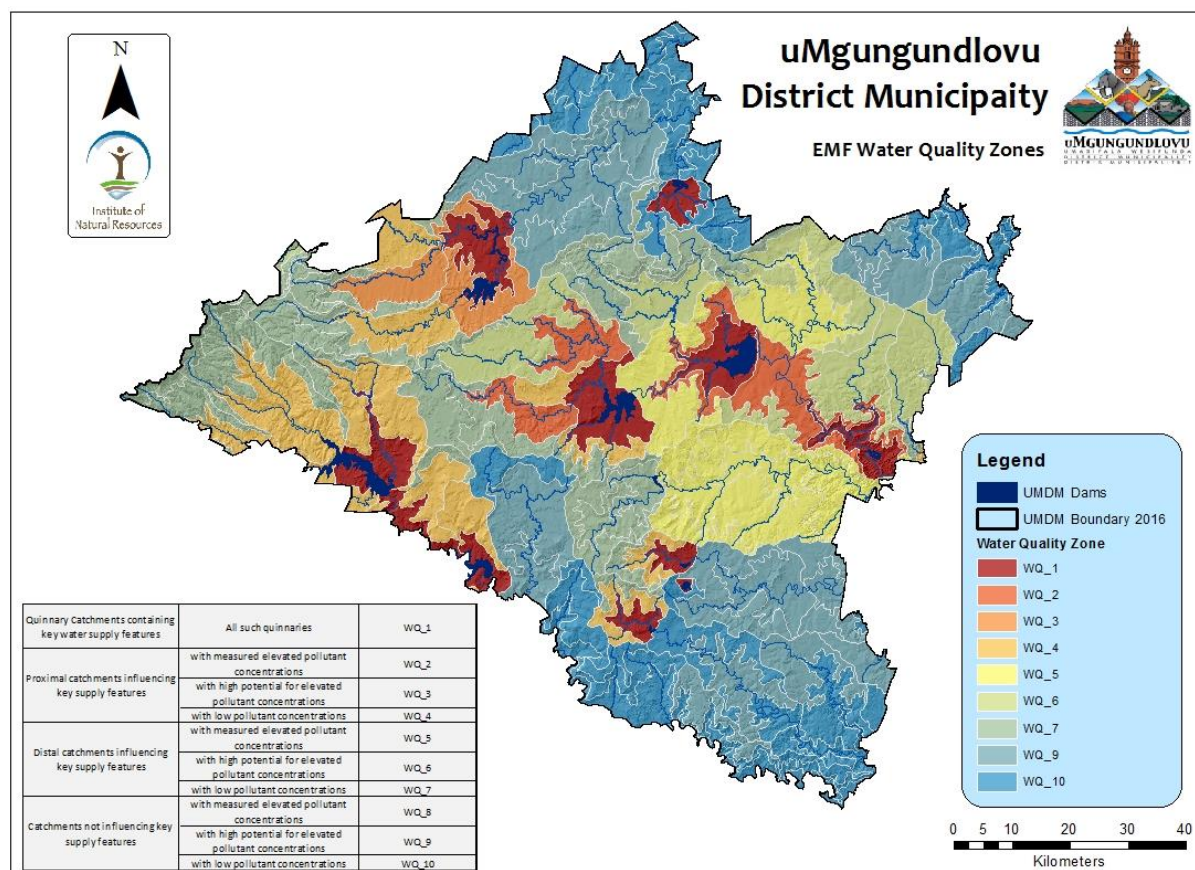 N
Institute of
Natural Resources
uMgungundlovu
District Municipaity
EMF Water Quality Zones
uMGUNGUNDLOVU
Legend
UMDM Dams
UMDM Boundary 2016
Water Quality Zone
WQ_1
WQ_2
WQ_3
WQ_4
WQ_5
WQ_6
WQ_7
WQ_9
WQ_10
0 5 10 20 30 40
Kilometers
Quinnary Catchments containing
key water supply features
All such quinnaries
WQ_1
Proximal catchments influencing
key supply features
with measured elevated pollutant
concentrations
WQ_2
with high potential for elevated
pollutant concentrations
WQ_3
with low pollutant concentrations
WQ_4
Distal catchments influencing
key supply features
with measured elevated pollutant
concentrations
WQ_5
with high potential for elevated
pollutant concentrations
WQ_6
with low pollutant concentrations
WQ_7
Catchments not influencing key
supply features
with measured elevated pollutant
concentrations
WQ_8
with high potential for elevated
pollutant concentrations
WQ_9
with low pollutant concentrations
WQ_10